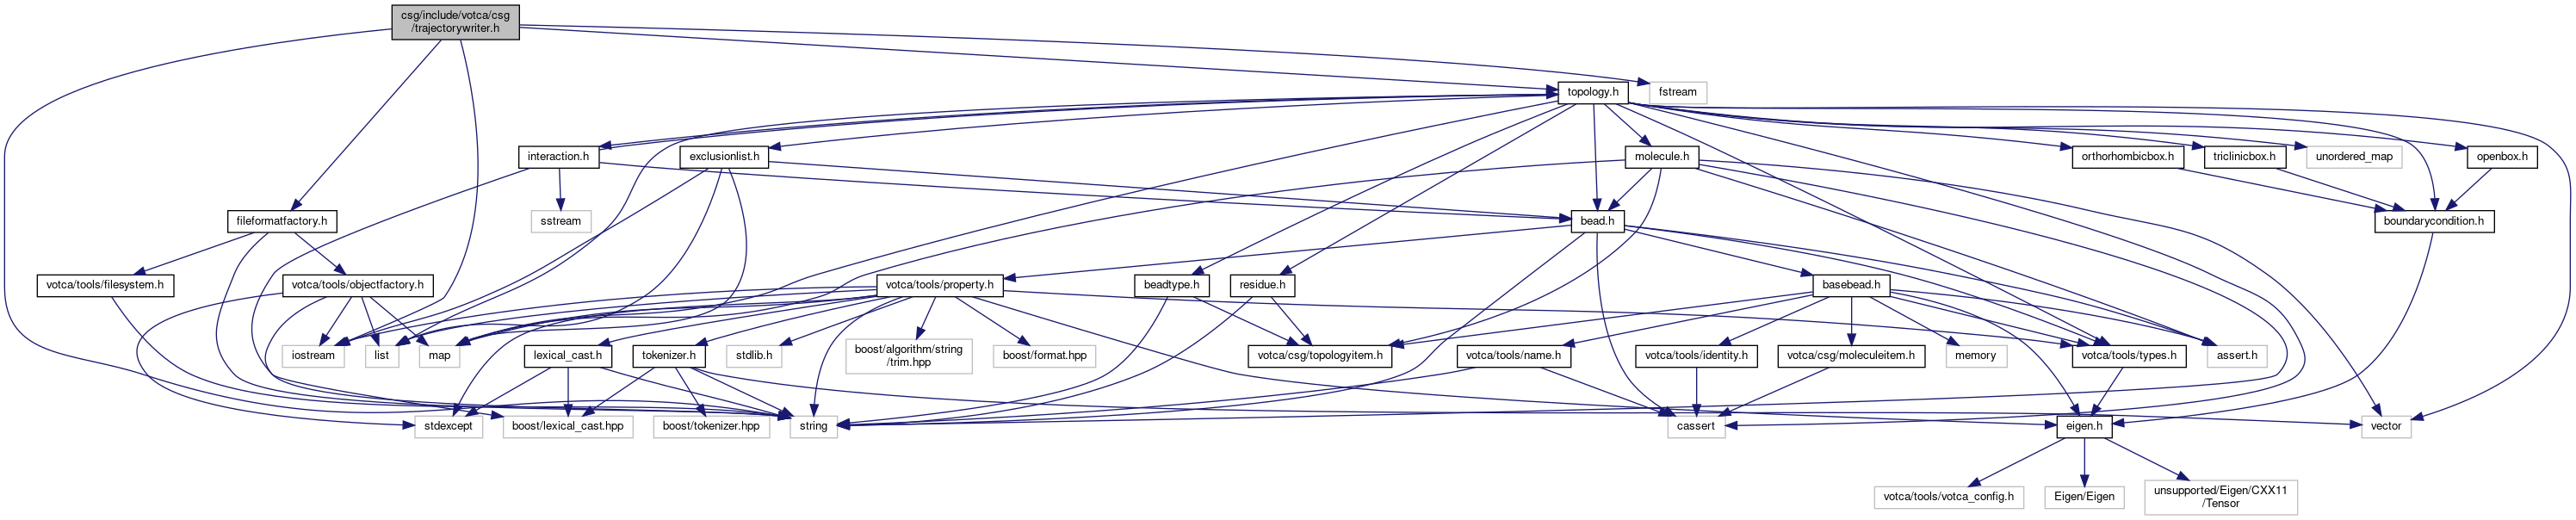 csg/include/votca/csg
/trajectorywriter.h
topology.h
fstream
interaction.h
exclusionlist.h
molecule.h
orthorhombicbox.h
triclinicbox.h
unordered_map
openbox.h
fileformatfactory.h
sstream
bead.h
boundarycondition.h
votca/tools/filesystem.h
votca/tools/objectfactory.h
votca/tools/property.h
beadtype.h
residue.h
basebead.h
iostream
list
map
lexical_cast.h
tokenizer.h
stdlib.h
boost/algorithm/string
/trim.hpp
boost/format.hpp
votca/csg/topologyitem.h
votca/tools/name.h
votca/tools/identity.h
votca/csg/moleculeitem.h
memory
votca/tools/types.h
assert.h
stdexcept
boost/lexical_cast.hpp
boost/tokenizer.hpp
string
cassert
eigen.h
vector
votca/tools/votca_config.h
Eigen/Eigen
unsupported/Eigen/CXX11
/Tensor